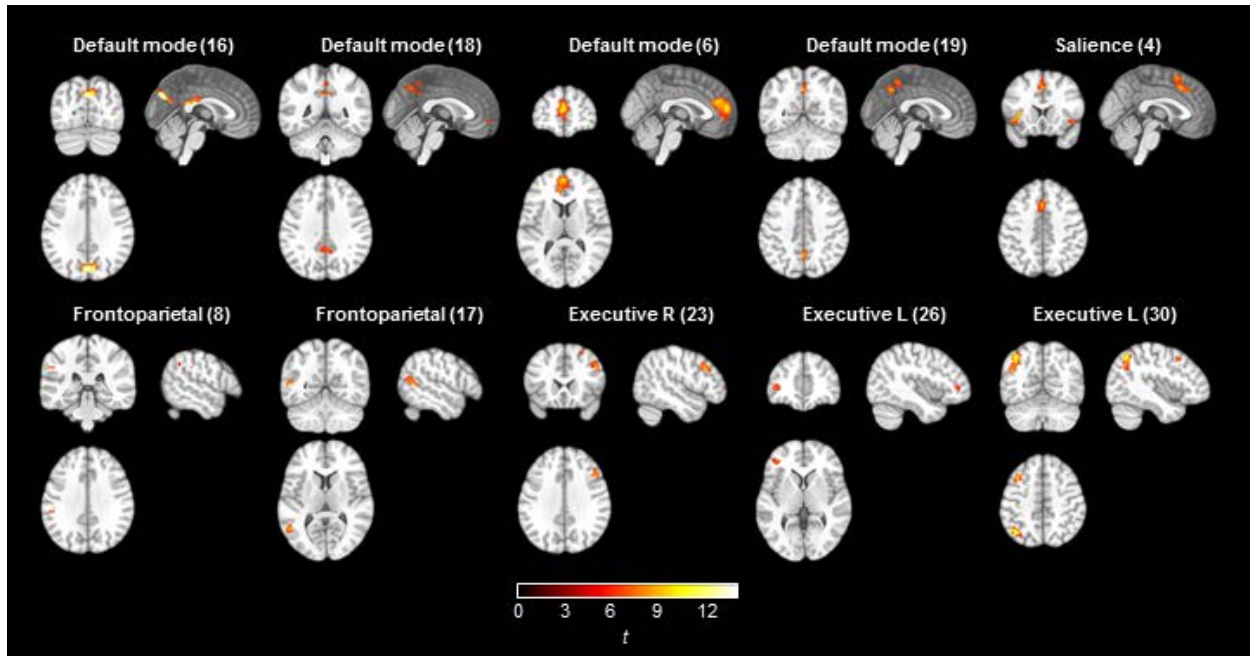 Default mode (16) Default mode (18) Default mode (6) Default mode (19) Salience (4)
Frontoparietal (8) Frontoparietal (17) Executive R (23) Executive L (26) Executive L (30)
0 3 6 9 12
t